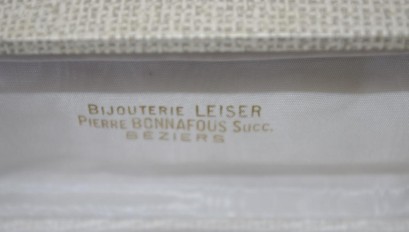 BIJOUTERIE LEISER
PIERRE BONNAFOUS SUCC.
BEZIERS